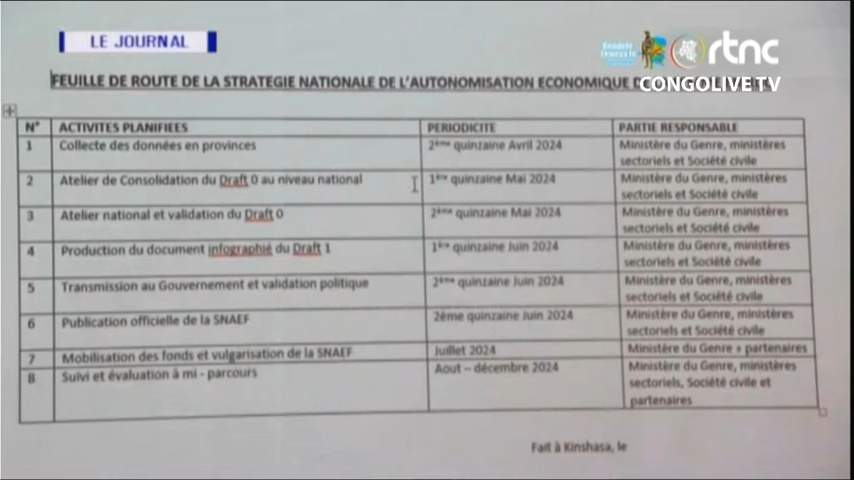 LE JOURNAL
rtnc
CONGOLIVE TV
FEUILLE DE ROUTE DE LA STRATEGIE NATIONALE DE L'AUTONOMISATION ECONOMIQUE
N° ACTIVITES PLANIFIEES PERIODICITE PARTIE RESPONSABLE
1 Collecte des données en provinces 2ème quinzaine Avril 2024 Ministère du Genre, ministères
sectoriels et Société civile
2 Atelier de Consolidation du Draft 0 au niveau national 1ère quinzaine Mai 2024 Ministère du Genre, ministères
sectoriels et Société civile
3 Atelier national et validation du Draft 0 2ème quinzaine Mai 2024 Ministère du Genre, ministères
sectoriels et Société civile
4 Production du document infographié du Draft 1 1ère quinzaine Juin 2024 Ministère du Genre, ministères
sectoriels et Société civile
5 Transmission au Gouvernement et validation politique 2ème quinzaine Juin 2024 Ministère du Genre, ministères
sectoriels et Société civile
6 Publication officielle de la SNAEF 2ème quinzaine Juin 2024 Ministère du Genre, ministères
sectoriels et Société civile
7 Mobilisation des fonds et vulgarisation de la SNAEF Juillet 2024 Ministère du Genre + partenaires
8 Suivi et évaluation à mi - parcours Aout – décembre 2024 Ministère du Genre, ministères
sectoriels, Société civile et
partenaires
Fait à Kinshasa, le